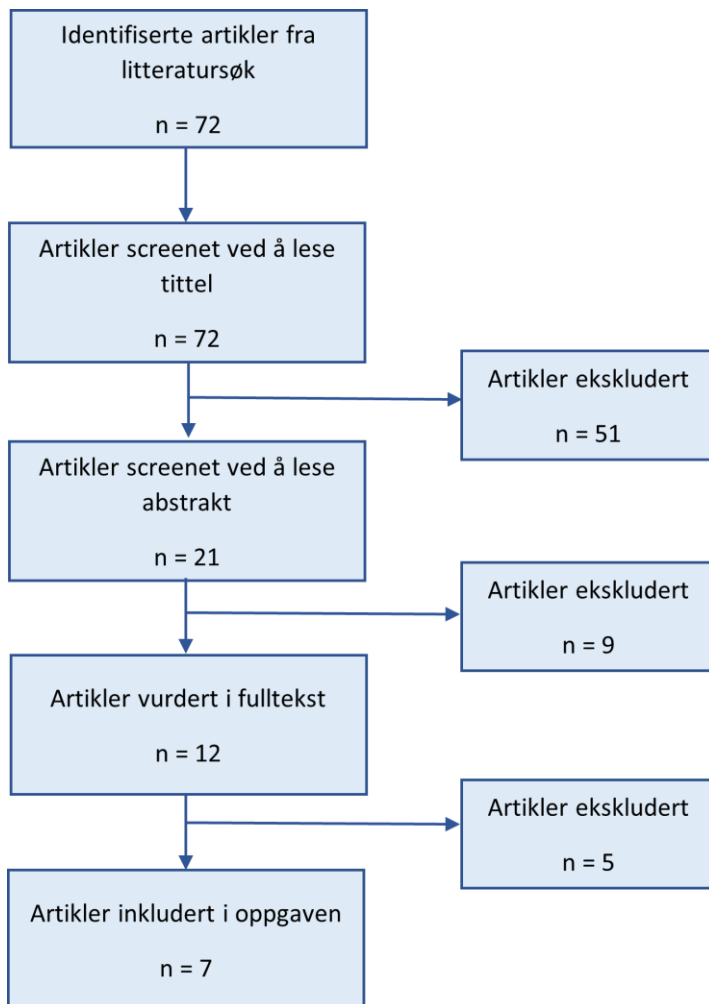 Identifiserte artikler fra
litteratursøk
n = 72
Artikler screenet ved å lese
tittel
n = 72
Artikler ekskludert
n = 51
Artikler screenet ved å lese
abstrakt
n = 21
Artikler ekskludert
n = 9
Artikler vurdert i fulltekst
n = 12
Artikler ekskludert
n = 5
Artikler inkludert i oppgaven
n = 7